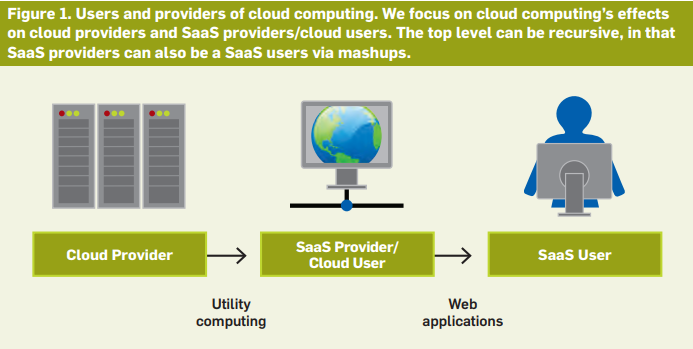 Figure 1. Users and providers of cloud computing. We focus on cloud computing's effects
on cloud providers and SaaS providers/cloud users. The top level can be recursive, in that
SaaS providers can also be a SaaS users via mashups.
Cloud Provider
SaaS Provider/
Cloud User
SaaS User
Utility
computing
Web
applications